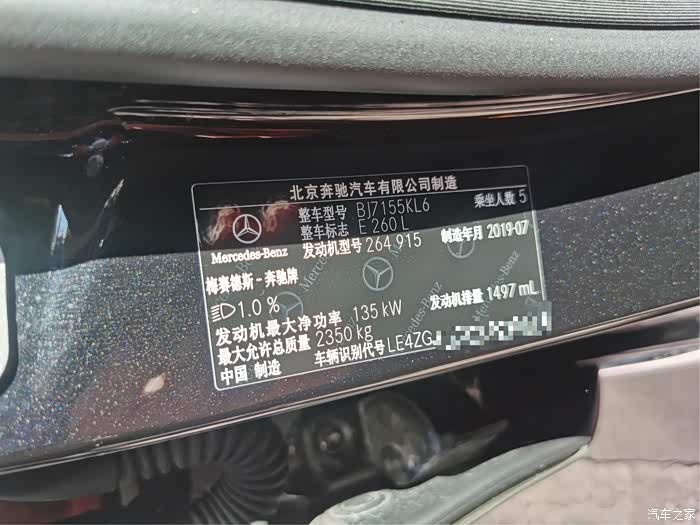 北京奔驰汽车有限公司制造
整车型号 BJ7155KL6 乘坐人数 5
整车标志 E 260 L
Mercedes-Benz 发动机型号 264.915 制造年月 2019-07
梅赛德斯-奔驰牌
1.0 %
发动机最大净功率 135 kW 发动机排量 1497 mL
最大允许总质量 2350 kg
中国 制造 车辆识别代号 LE4ZG
Mercedes-Benz
Mercedes-Benz
汽车之家